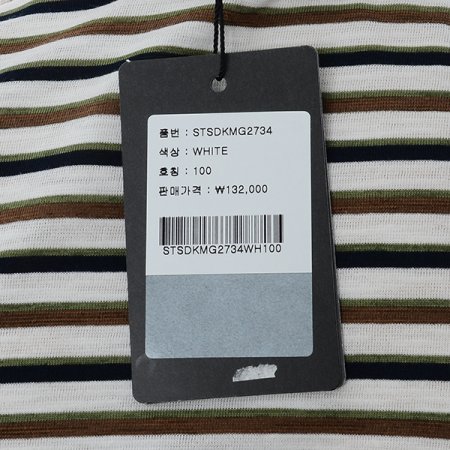 품번 : STSDKMG2734
색상 : WHITE
호칭 : 100
판매가격 : ₩132,000
STSDKMG2734WH100